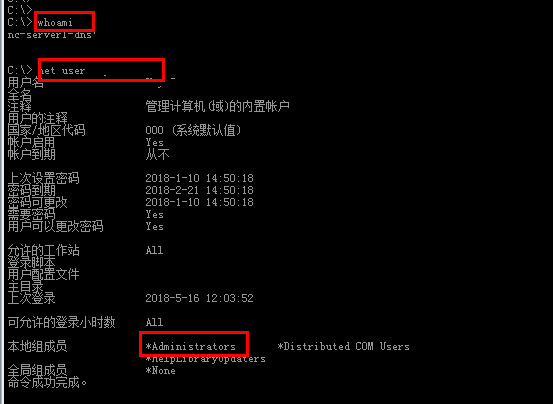 C:\>
C:\>
C:\> whoami
nc-server1-dns
C:\> net user
用户名
全名
注释 管理计算机(域)的内置帐户
用户的注释
国家/地区代码 000 (系统默认值)
帐户启用 Yes
帐户到期 从不
上次设置密码 2018-1-10 14:50:18
密码到期 2018-2-21 14:50:18
密码可更改 2018-1-10 14:50:18
需要密码 Yes
用户可以更改密码 Yes
允许的工作站 All
登录脚本
用户配置文件
主目录
上次登录 2018-5-16 12:03:52
可允许的登录小时数 All
本地组成员 *Administrators *Distributed COM Users
*HelpLibraryUpdaters
全局组成员 *None
命令成功完成。